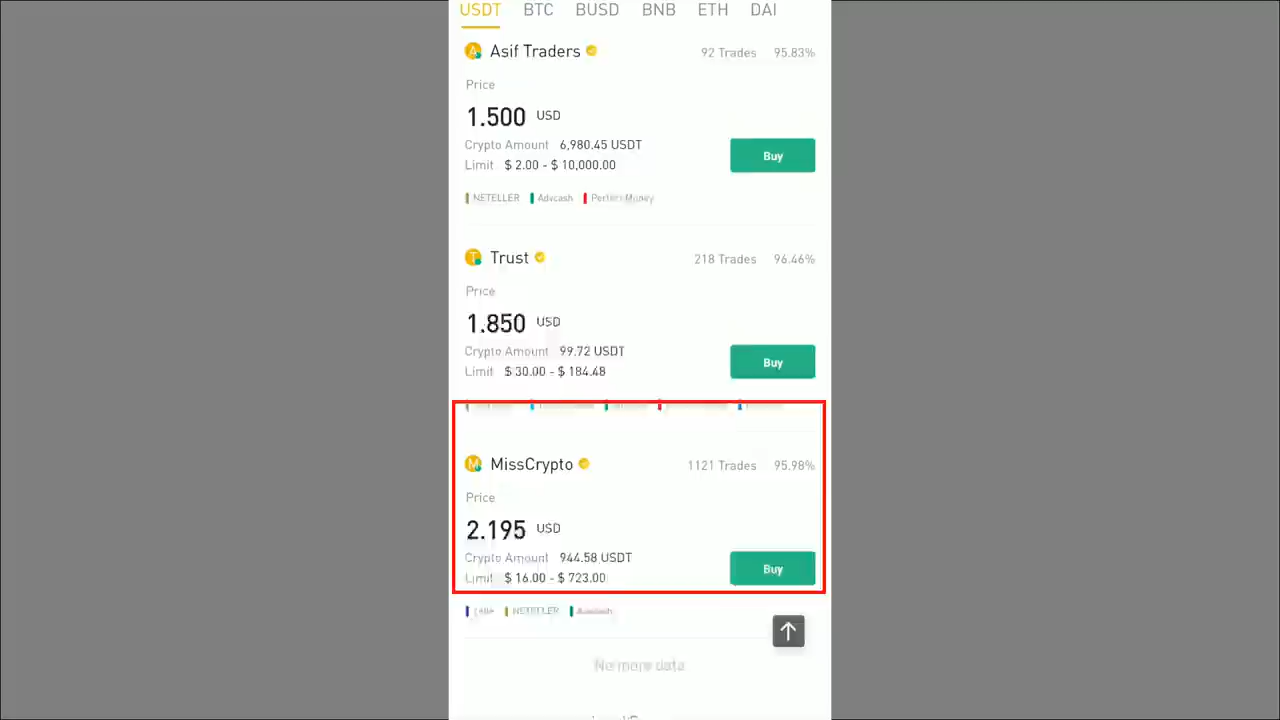 USDT BTC BUSD BNB ETH DAI
Asif Traders 92 Trades 95.83%
Price
1.500 USD
Crypto Amount 6,980.45 USDT
Limit $ 2.00 - $ 10,000.00
Buy
NETELLER Advcash Perfect Money
Trust 218 Trades 96.46%
Price
1.850 USD
Crypto Amount 99.72 USDT
Limit $ 30.00 - $ 184.48
Buy
MissCrypto 1121 Trades 95.98%
Price
2.195 USD
Crypto Amount 944.58 USDT
Limit $ 16.00 - $ 723.00
Buy
NETELLER
No more data